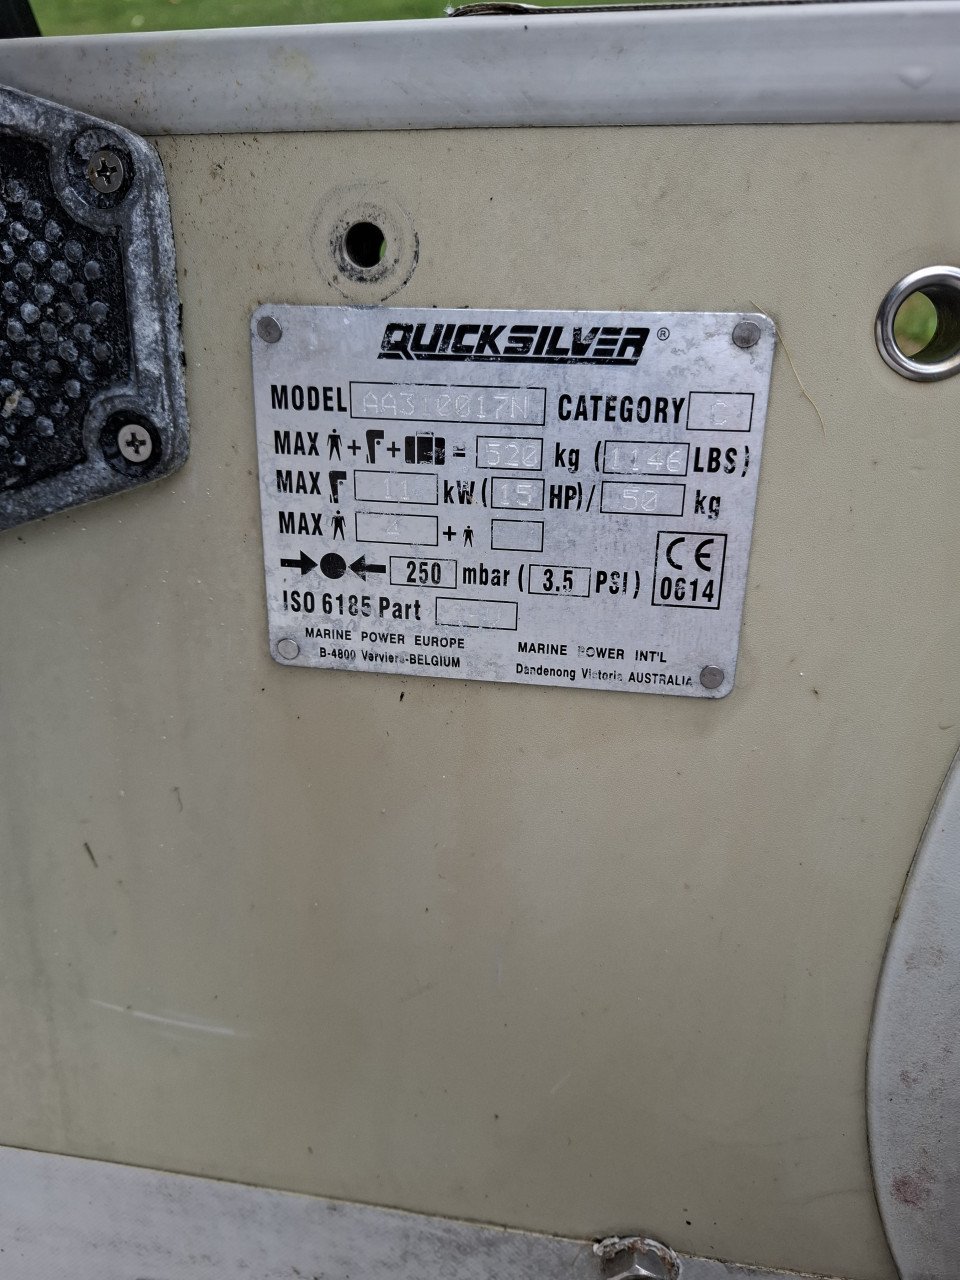 QUICKSILVER®
MODEL AA310017N CATEGORY C
MAX + + = 520 kg (1146 LBS)
MAX 11 kW (15 HP)/ 50 kg
MAX 4 +
250 mbar (3.5 PSI)
CE
0614
ISO 6185 Part
MARINE POWER EUROPE
B-4800 Verviers-BELGIUM
MARINE POWER INT'L
Dandenong Victoria AUSTRALIA